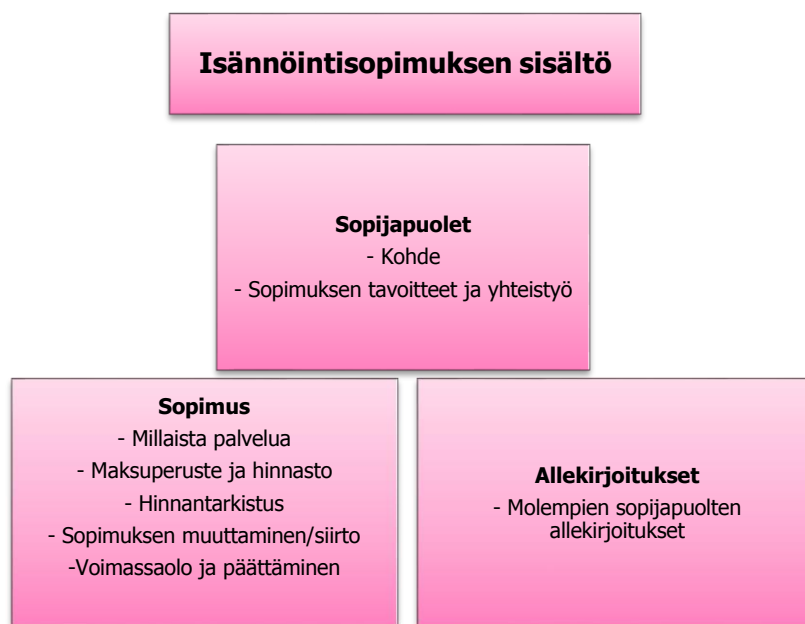 Isännöintisopimuksen sisältö
Sopijapuolet
- Kohde
- Sopimuksen tavoitteet ja yhteistyö
Sopimus
- Millaista palvelua
- Maksuperuste ja hinnasto
- Hinnantarkistus
- Sopimuksen muuttaminen/siirto
-Voimassaolo ja päättäminen
Allekirjoitukset
- Molempien sopijapuolten
allekirjoitukset